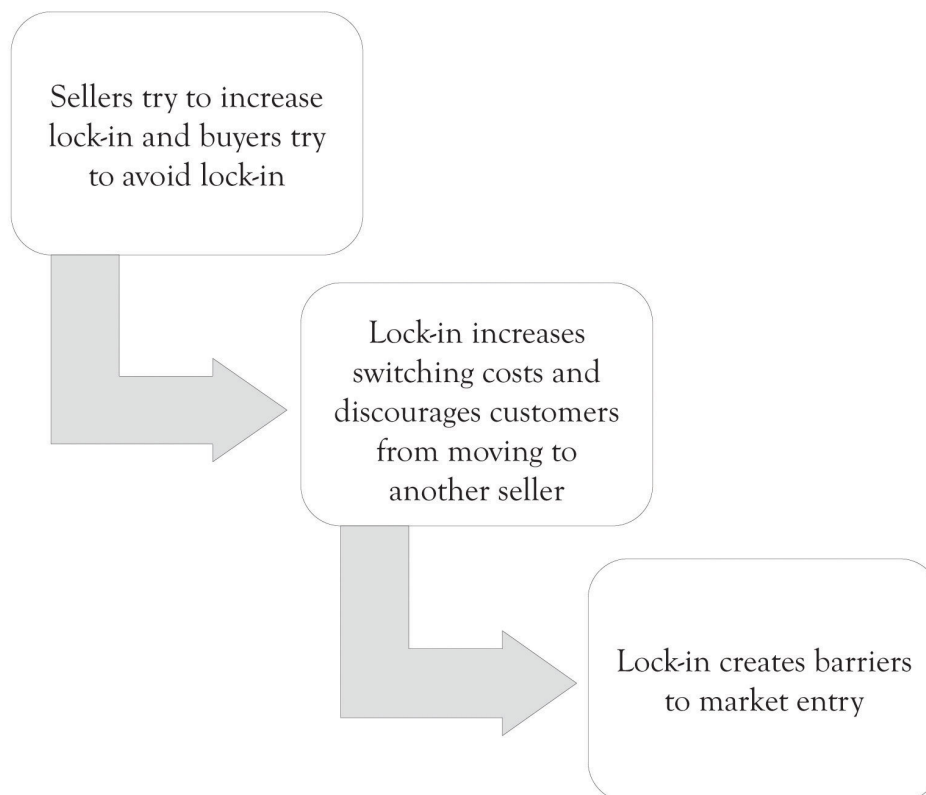 Sellers try to increase
lock-in and buyers try
to avoid lock-in
Lock-in increases
switching costs and
discourages customers
from moving to
another seller
Lock-in creates barriers
to market entry